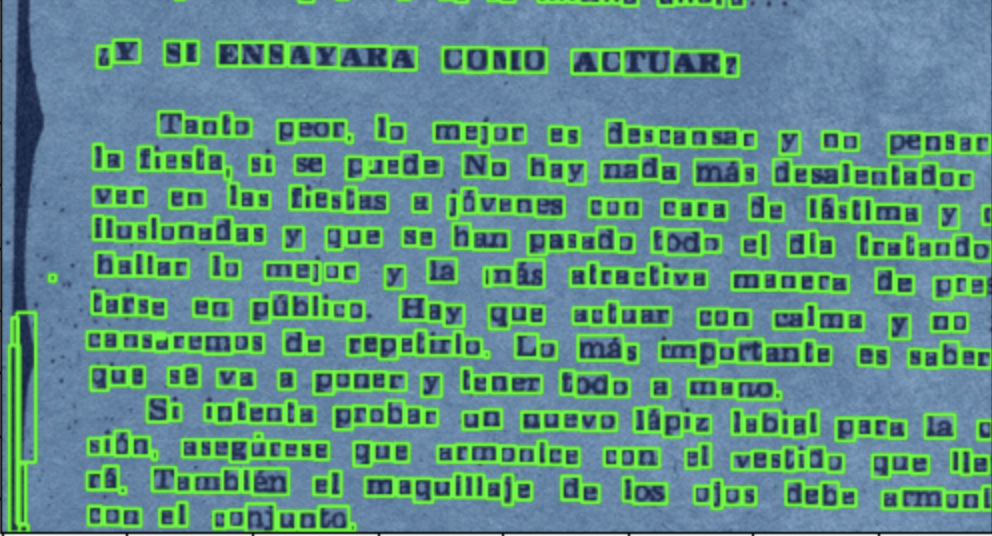 ¿Y SI ENSAYARA COMO ACTUAR?
Tanto peor, lo mejor es descansar y no pensar
la fiesta, si se puede No hay nada más desalentador
ver en las fiestas a jóvenes con cara de lástima y
ilusionadas y que se han pasado todo el día tratando
hallar lo mejor y la más atractiva manera de pre
tarse en público. Hay que actuar con calma y no
cansaremos de repetirlo. Lo más importante es saber
que se va a poner y tener todo a mano.
Si intenta probar un nuevo lápiz labial para la
sión, asegúrese que armonice con el vestido que lle
rá. También el maquillaje de los ojos debe armoni
con el conjunto.